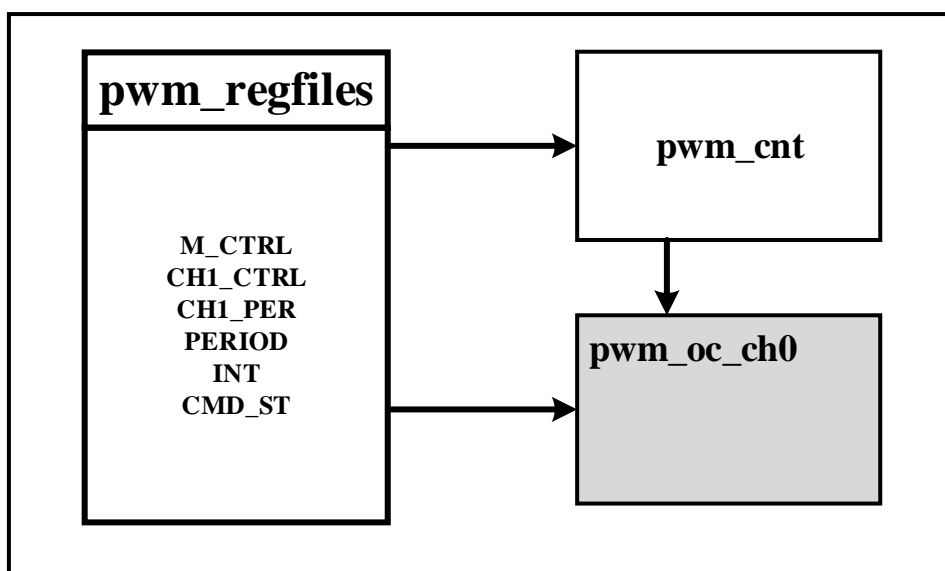 pwm_regfiles
M_CTRL
CH1_CTRL
CH1_PER
PERIOD
INT
CMD_ST
pwm_cnt
pwm_oc_ch0